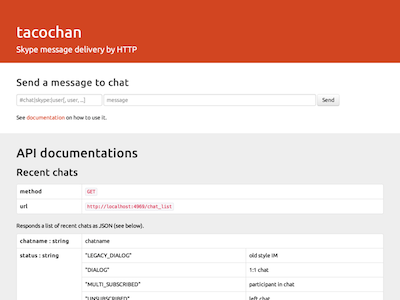 tacochan
Skype message delivery by HTTP
Send a message to chat
#chat|skype:(user[, user, ...] message Send
See documentation on how to use it.
API documentations
Recent chats
method GET
url http://localhost:4969/chat_list
Responds a list of recent chats as JSON (see below).
chatname : string chatname
status : string "LEGACY_DIALOG" old style IM
"DIALOG" 1:1 chat
"MULTI_SUBSCRIBED" participant in chat
"UNSUBSCRIBED" left chat